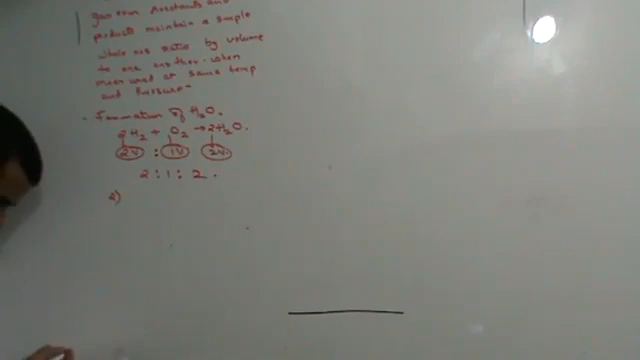 gaseous reactants and
products maintain a simple
whole no: ratio by volume
to one another. when
measured at same temp
and Pressure"
- Formation of H₂O.
2H₂ + O₂ → 2H₂O.
2V : 1V : 2V.
2 : 1 : 2 .
2)